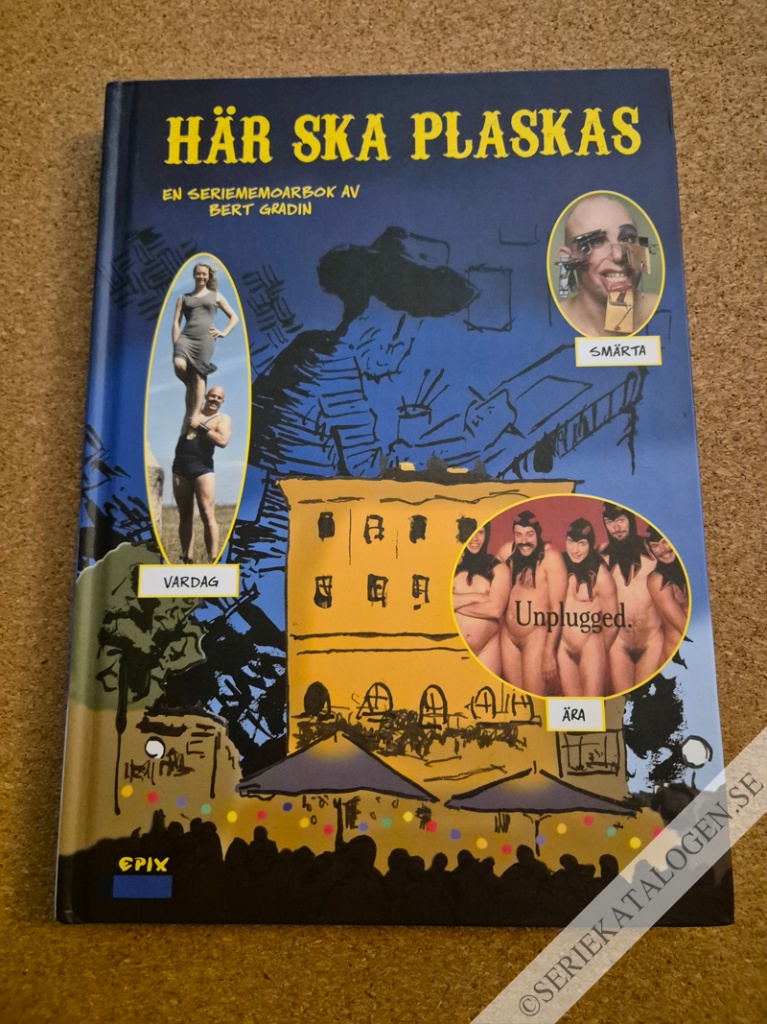 HÄR SKA PLASKAS
EN SERIEMEMOARBOK AV
BERT GRADIN
SMÄRTA
VARDAG
Unplugged.
ÄRA
EPIX
©SERIEKATALOGEN.SE